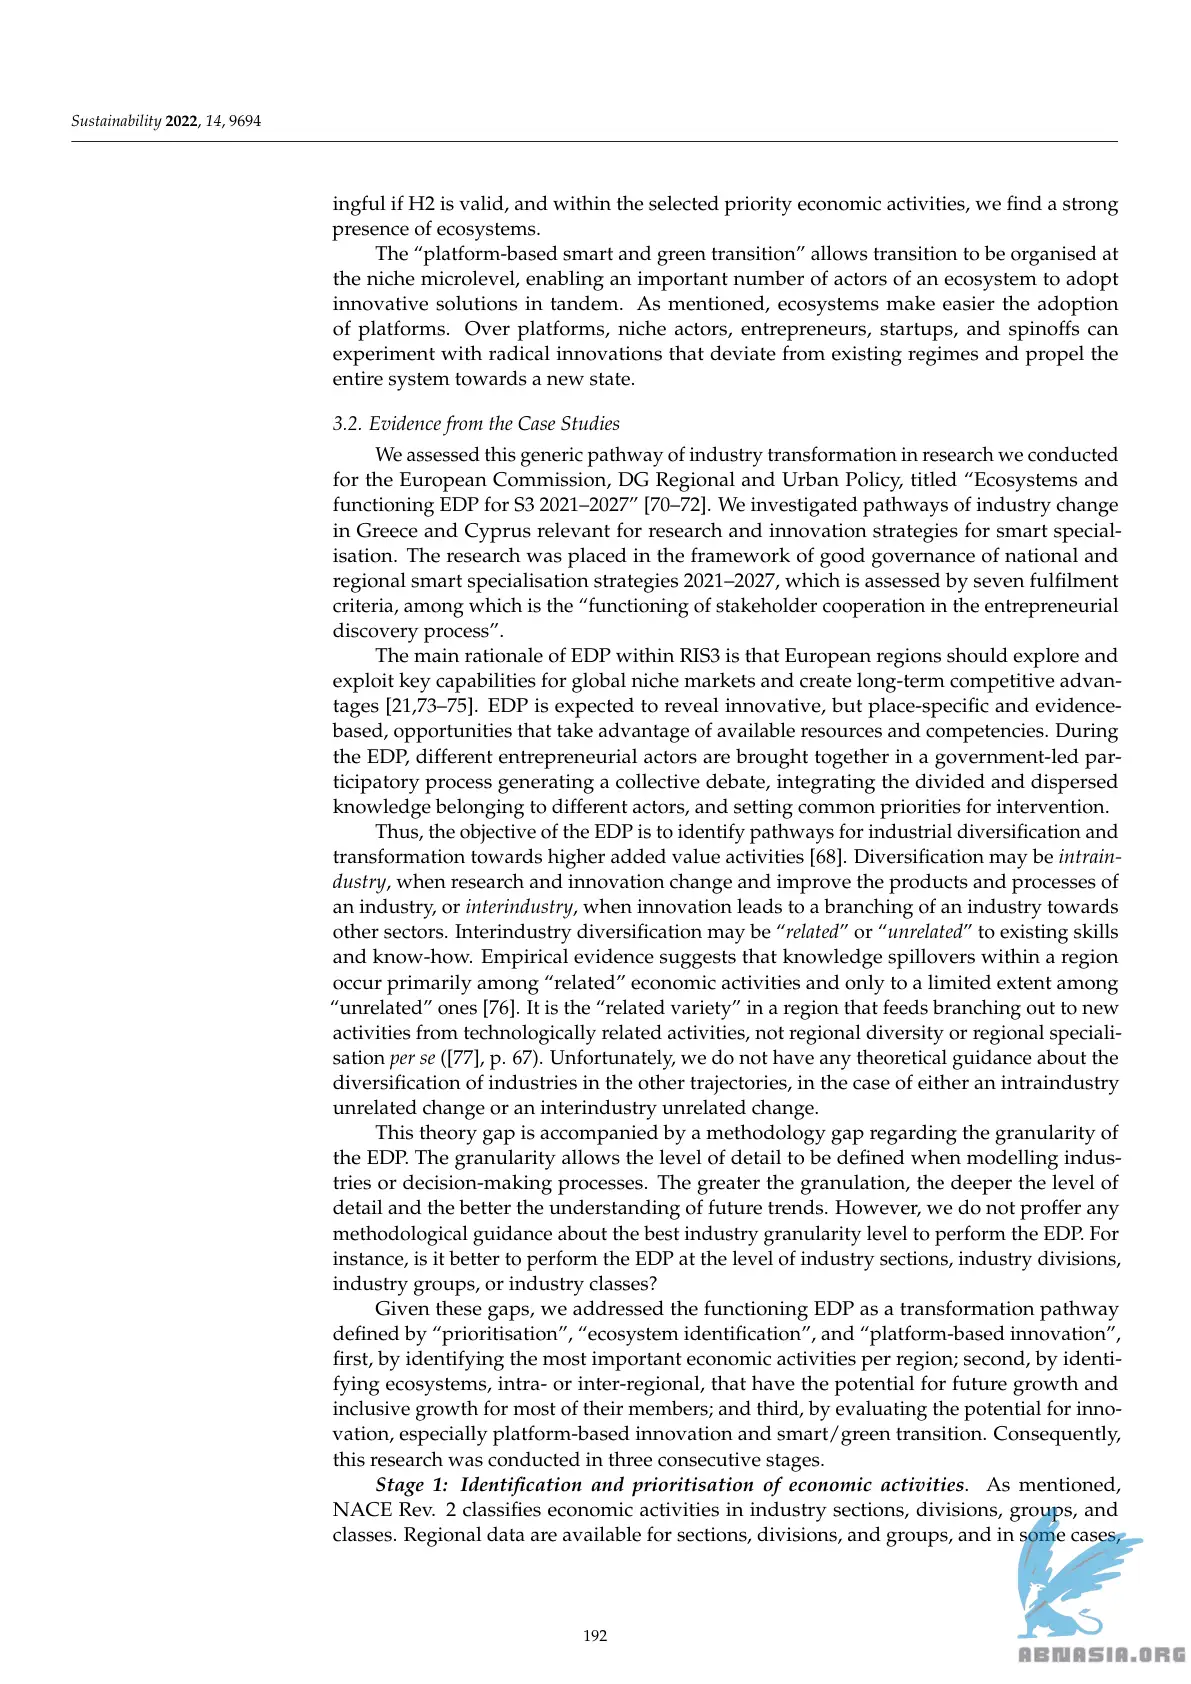 Sustainability 2022, 14, 9694
ingful if H2 is valid, and within the selected priority economic activities, we find a strong
presence of ecosystems.
The “platform-based smart and green transition” allows transition to be organised at
the niche microlevel, enabling an important number of actors of an ecosystem to adopt
innovative solutions in tandem. As mentioned, ecosystems make easier the adoption
of platforms. Over platforms, niche actors, entrepreneurs, startups, and spinoffs can
experiment with radical innovations that deviate from existing regimes and propel the
entire system towards a new state.
3.2. Evidence from the Case Studies
We assessed this generic pathway of industry transformation in research we conducted
for the European Commission, DG Regional and Urban Policy, titled “Ecosystems and
functioning EDP for S3 2021–2027” [70–72]. We investigated pathways of industry change
in Greece and Cyprus relevant for research and innovation strategies for smart special-
isation. The research was placed in the framework of good governance of national and
regional smart specialisation strategies 2021–2027, which is assessed by seven fulfilment
criteria, among which is the “functioning of stakeholder cooperation in the entrepreneurial
discovery process”.
The main rationale of EDP within RIS3 is that European regions should explore and
exploit key capabilities for global niche markets and create long-term competitive advan-
tages [21,73–75]. EDP is expected to reveal innovative, but place-specific and evidence-
based, opportunities that take advantage of available resources and competencies. During
the EDP, different entrepreneurial actors are brought together in a government-led par-
ticipatory process generating a collective debate, integrating the divided and dispersed
knowledge belonging to different actors, and setting common priorities for intervention.
Thus, the objective of the EDP is to identify pathways for industrial diversification and
transformation towards higher added value activities [68]. Diversification may be intrain-
dustry, when research and innovation change and improve the products and processes of
an industry, or interindustry, when innovation leads to a branching of an industry towards
other sectors. Interindustry diversification may be “related” or “unrelated” to existing skills
and know-how. Empirical evidence suggests that knowledge spillovers within a region
occur primarily among “related” economic activities and only to a limited extent among
“unrelated” ones [76]. It is the “related variety” in a region that feeds branching out to new
activities from technologically related activities, not regional diversity or regional speciali-
sation per se ([77], p. 67). Unfortunately, we do not have any theoretical guidance about the
diversification of industries in the other trajectories, in the case of either an intraindustry
unrelated change or an interindustry unrelated change.
This theory gap is accompanied by a methodology gap regarding the granularity of
the EDP. The granularity allows the level of detail to be defined when modelling indus-
tries or decision-making processes. The greater the granulation, the deeper the level of
detail and the better the understanding of future trends. However, we do not proffer any
methodological guidance about the best industry granularity level to perform the EDP. For
instance, is it better to perform the EDP at the level of industry sections, industry divisions,
industry groups, or industry classes?
Given these gaps, we addressed the functioning EDP as a transformation pathway
defined by “prioritisation”, “ecosystem identification”, and “platform-based innovation”,
first, by identifying the most important economic activities per region; second, by identi-
fying ecosystems, intra- or inter-regional, that have the potential for future growth and
inclusive growth for most of their members; and third, by evaluating the potential for inno-
vation, especially platform-based innovation and smart/green transition. Consequently,
this research was conducted in three consecutive stages.
Stage 1: Identification and prioritisation of economic activities. As mentioned,
NACE Rev. 2 classifies economic activities in industry sections, divisions, groups, and
classes. Regional data are available for sections, divisions, and groups, and in some cases,
192
ABNASIA.ORG